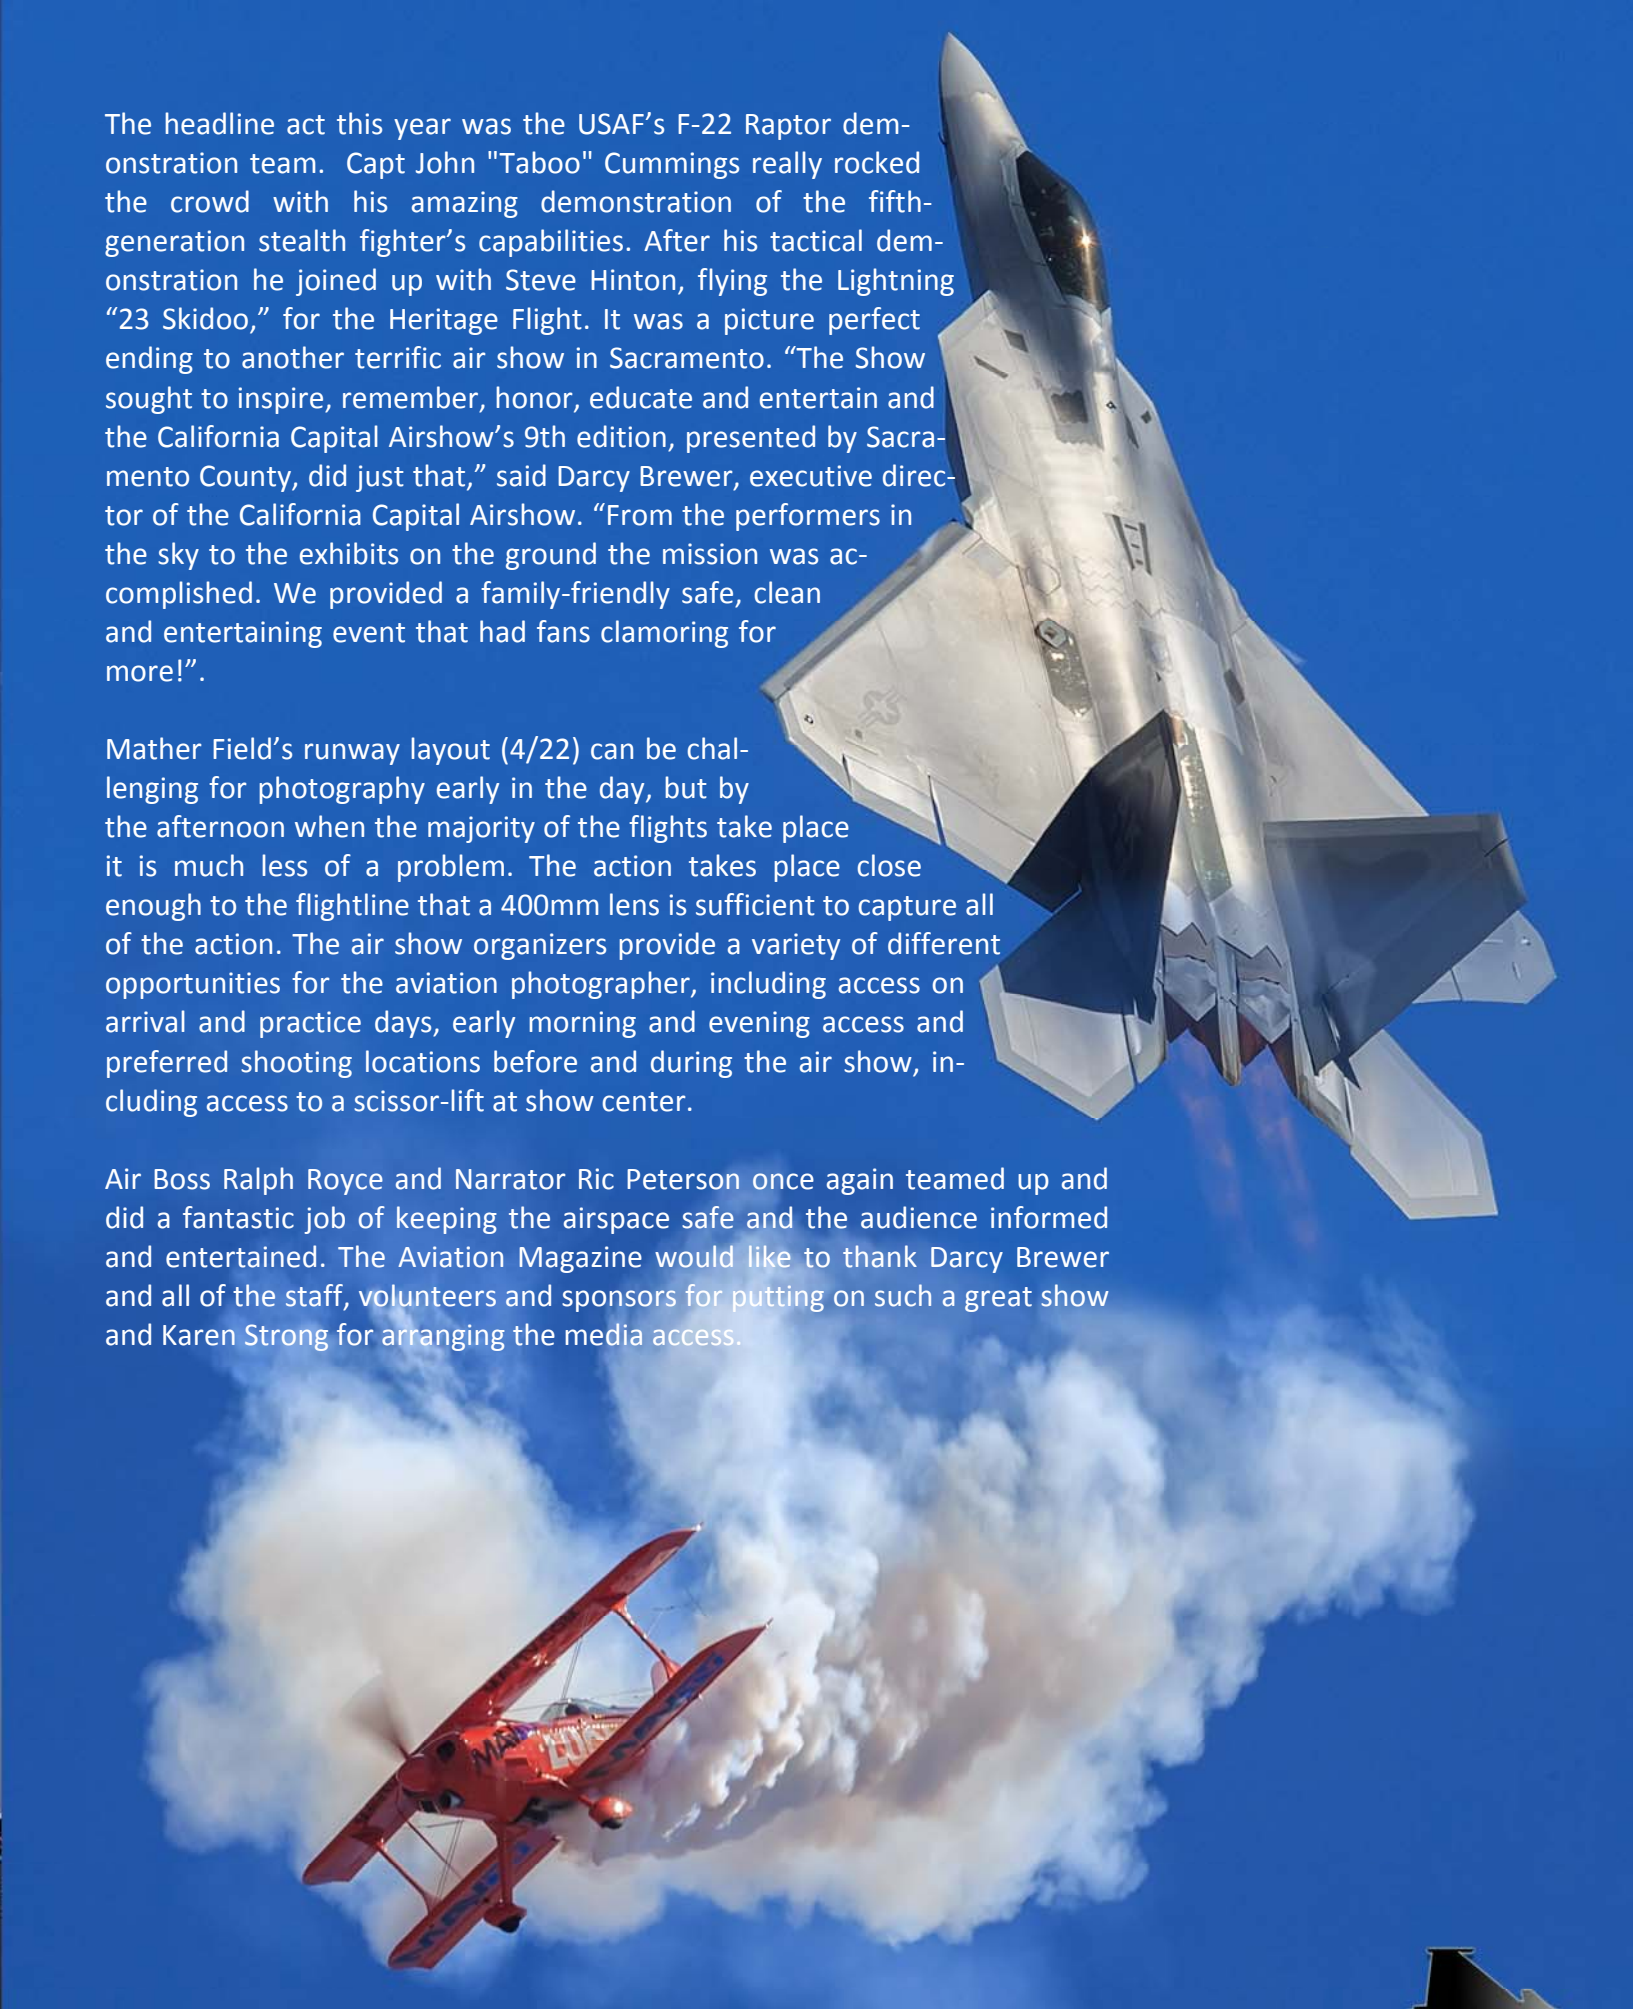 The headline act this year was the USAF’s F-22 Raptor dem-
onstration team.  Capt John "Taboo" Cummings really rocked
the crowd with his amazing demonstration of the fifth-
generation stealth fighter’s capabilities. After his tactical dem-
onstration he joined up with Steve Hinton, flying the Lightning
“23 Skidoo,” for the Heritage Flight. It was a picture perfect
ending to another terrific air show in Sacramento. “The Show
sought to inspire, remember, honor, educate and entertain and
the California Capital Airshow’s 9th edition, presented by Sacra-
mento County, did just that,” said Darcy Brewer, executive direc-
tor of the California Capital Airshow. “From the performers in
the sky to the exhibits on the ground the mission was ac-
complished. We provided a family-friendly safe, clean
and entertaining event that had fans clamoring for
more!”.
Mather Field’s runway layout (4/22) can be chal-
lenging for photography early in the day, but by
the afternoon when the majority of the flights take place
it is much less of a problem. The action takes place close
enough to the flightline that a 400mm lens is sufficient to capture all
of the action. The air show organizers provide a variety of different
opportunities for the aviation photographer, including access on
arrival and practice days, early morning and evening access and
preferred shooting locations before and during the air show, in-
cluding access to a scissor-lift at show center.
Air Boss Ralph Royce and Narrator Ric Peterson once again teamed up and
did a fantastic job of keeping the airspace safe and the audience informed
and entertained. The Aviation Magazine would like to thank Darcy Brewer
and all of the staff, volunteers and sponsors for putting on such a great show
and Karen Strong for arranging the media access.